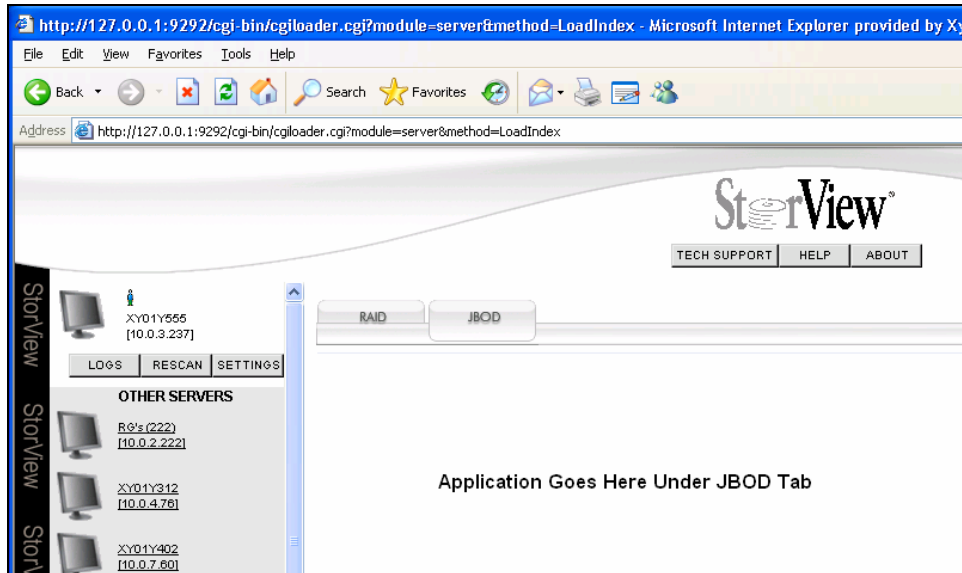 http://127.0.0.1:9292/cgi-bin/cgiloader.cgi?module=server&method=LoadIndex - Microsoft Internet Explorer provided by Xy
File Edit View Favorites Tools Help
Back Search Favorites
Address http://127.0.0.1:9292/cgi-bin/cgiloader.cgi?module=server&method=LoadIndex
StorView
TECH SUPPORT HELP ABOUT
StorView
StorView
StorV
XY01Y555
[10.0.3.237]
LOGS RESCAN SETTINGS
OTHER SERVERS
RG's (222)
[10.0.2.222]
XY01Y312
[10.0.4.76]
XY01Y402
[10.0.7.60]
RAID JBOD
Application Goes Here Under JBOD Tab